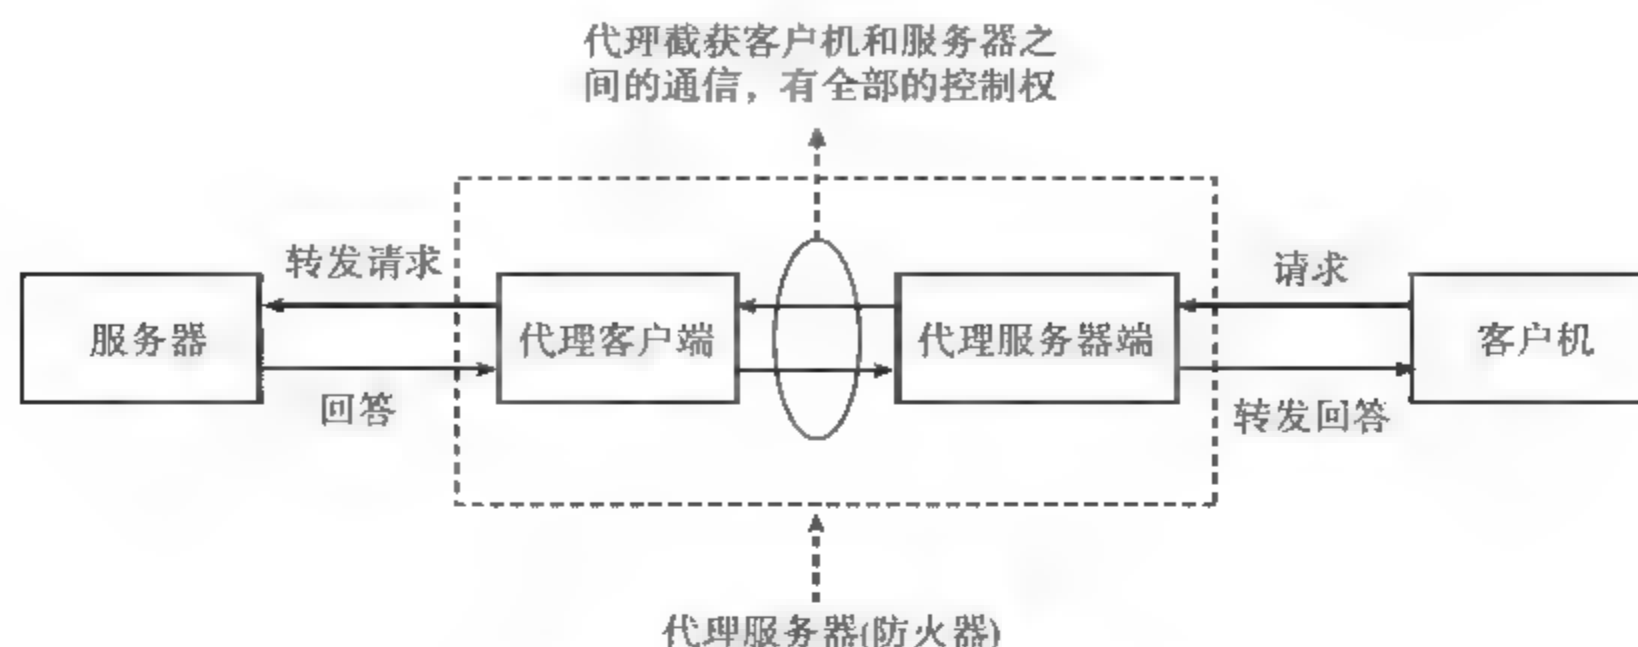 代理截获客户机和服务器之
间的通信，有全部的控制权
转发请求
请求
服务器
代理客户端
代理服务器端
客户机
回答
转发回答
代理服务器(防火器)